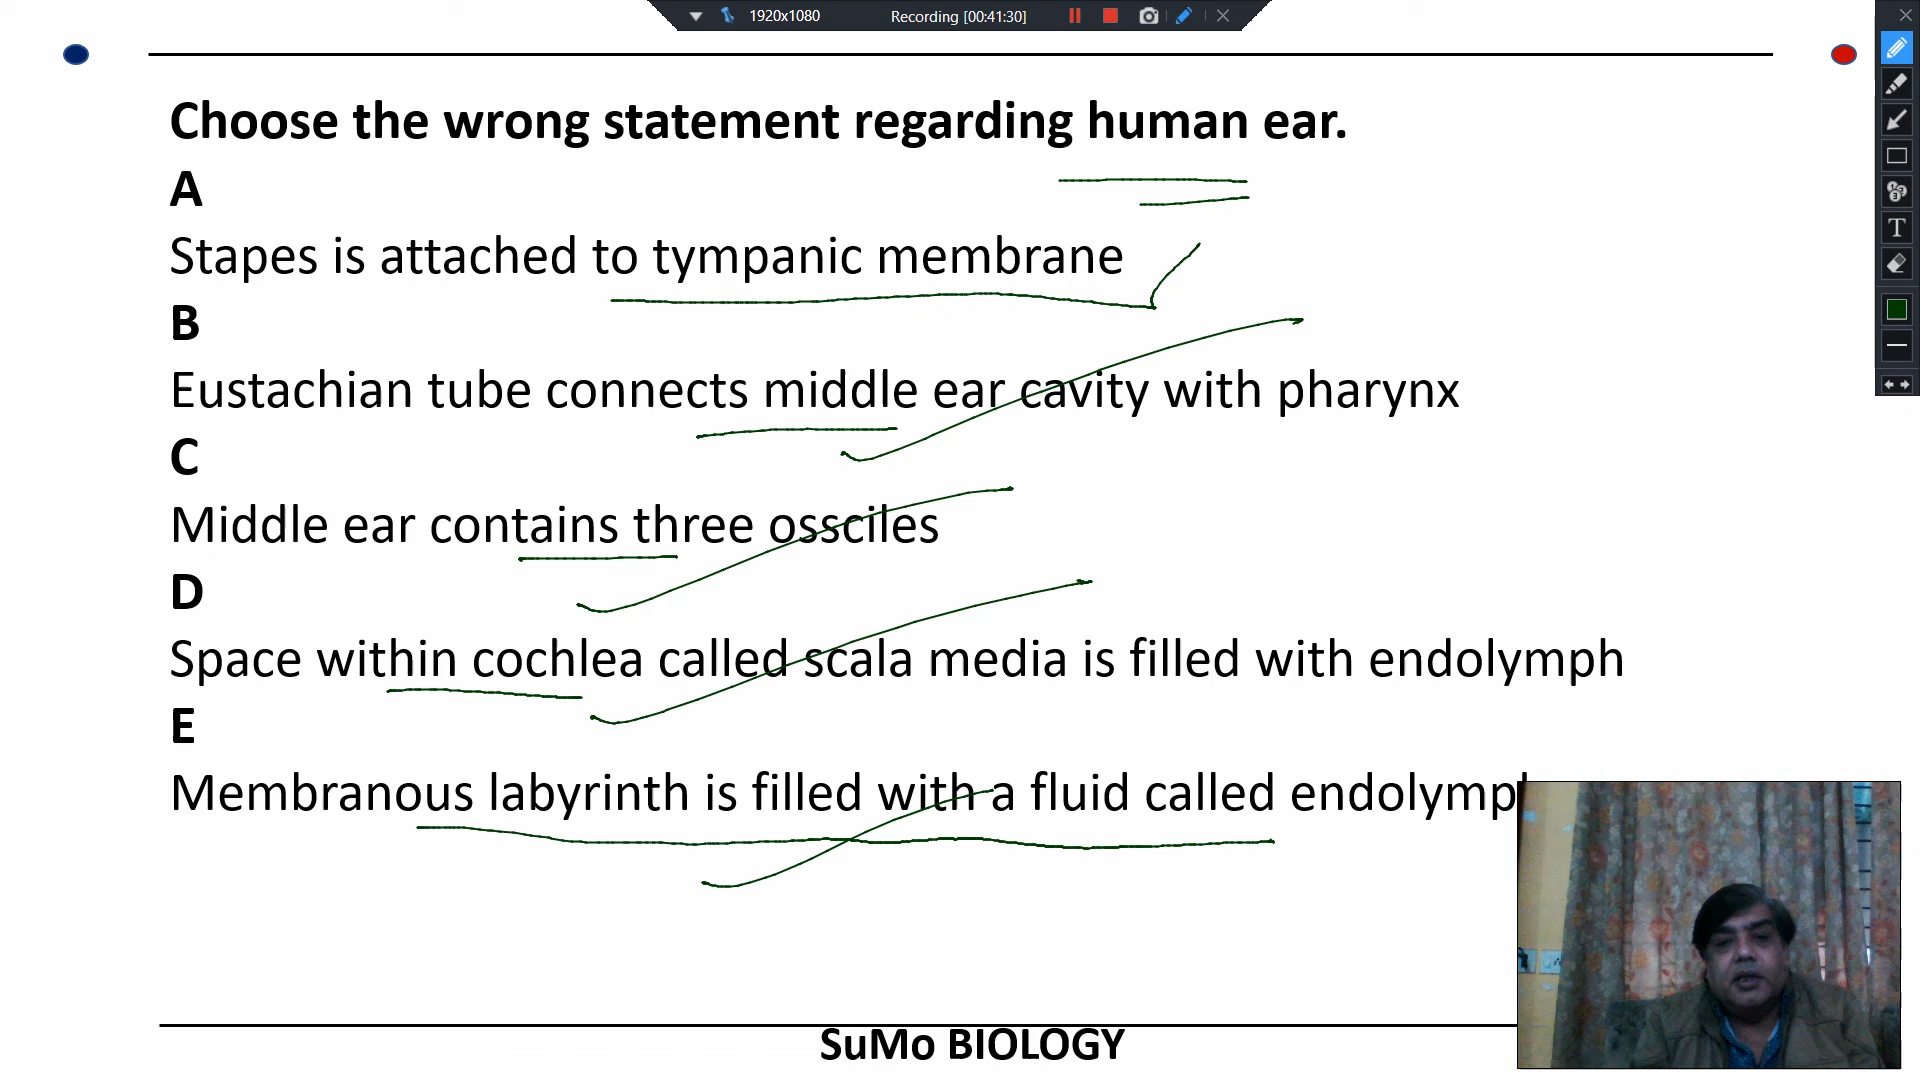 1920x1080 Recording [00:41:30]
Choose the wrong statement regarding human ear.
A
Stapes is attached to tympanic membrane
B
Eustachian tube connects middle ear cavity with pharynx
C
Middle ear contains three ossciles
D
Space within cochlea called scala media is filled with endolymph
E
Membranous labyrinth is filled with a fluid called endolymph
SuMo BIOLOGY